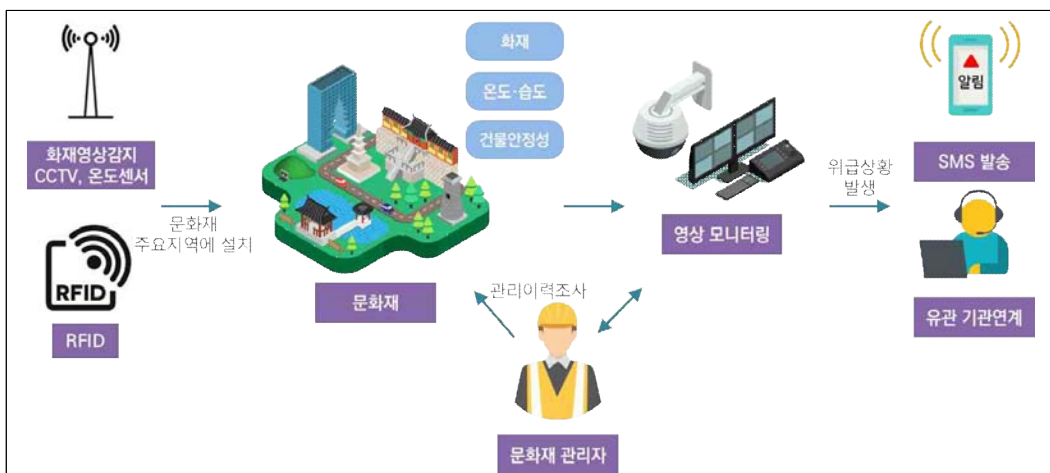 화재영상감지
CCTV, 온도센서
RFID
RFID
문화재
주요지역에 설치
화재
온도·습도
건물안정성
문화재
관리이력조사
문화재 관리자
영상 모니터링
위급상황
발생
알림
SMS 발송
유관 기관연계